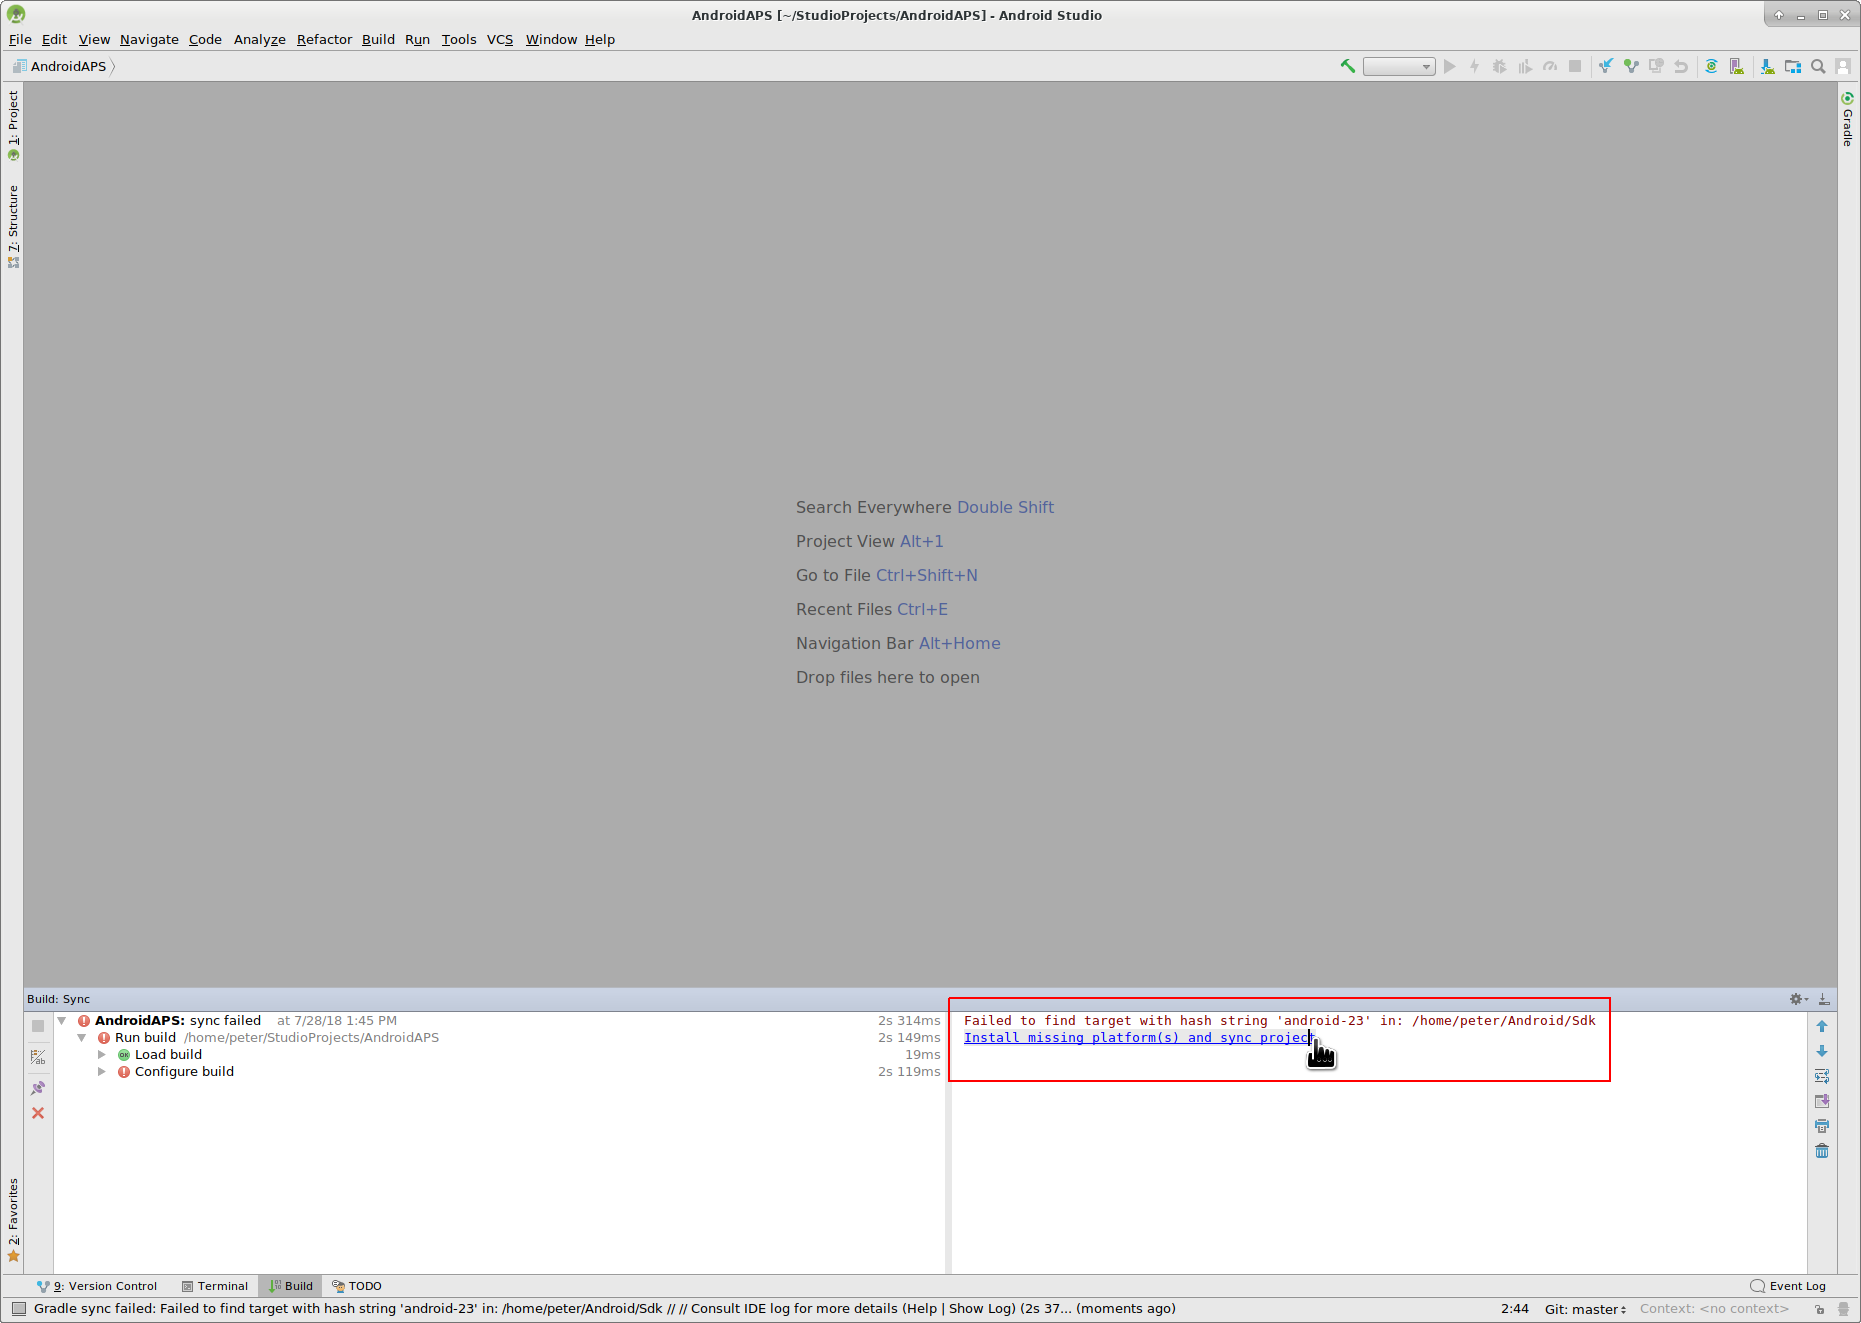 AndroidAPS [~/StudioProjects/AndroidAPS] - Android Studio
File Edit View Navigate Code Analyze Refactor Build Run Tools VCS Window Help
AndroidAPS
1: Project
7: Structure
2: Favorites
Gradle
Search Everywhere Double Shift
Project View Alt+1
Go to File Ctrl+Shift+N
Recent Files Ctrl+E
Navigation Bar Alt+Home
Drop files here to open
Build: Sync
AndroidAPS: sync failed at 7/28/18 1:45 PM 2s 314ms
Run build /home/peter/StudioProjects/AndroidAPS 2s 149ms
Load build 19ms
Configure build 2s 119ms
Failed to find target with hash string 'android-23' in: /home/peter/Android/Sdk
Install missing platform(s) and sync project
9: Version Control Terminal Build TODO Event Log
Gradle sync failed: Failed to find target with hash string 'android-23' in: /home/peter/Android/Sdk // // Consult IDE log for more details (Help | Show Log) (2s 37... (moments ago) 2:44 Git: master Context: <no context>